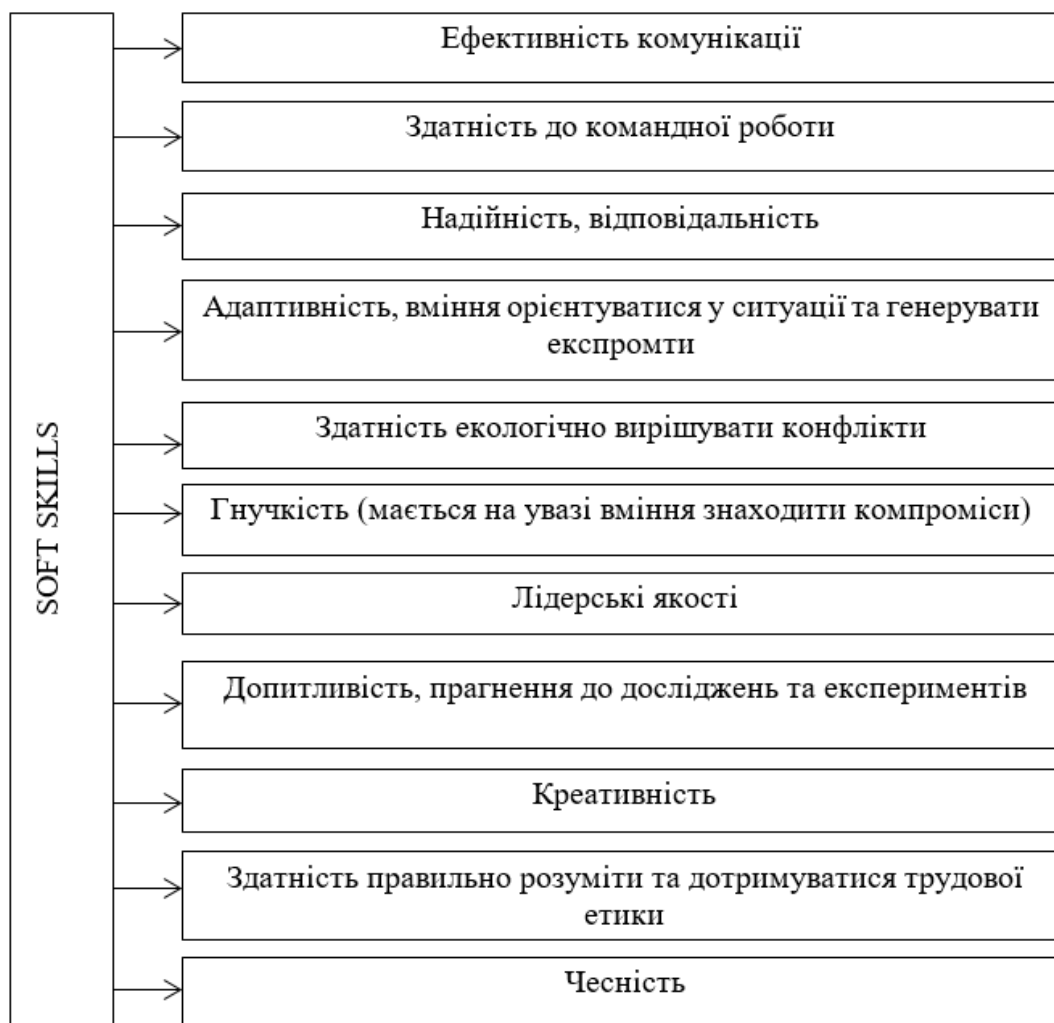 SOFT SKILLS
Ефективність комунікації
Здатність до командної роботи
Надійність, відповідальність
Адаптивність, вміння орієнтуватися у ситуації та генерувати
експромти
Здатність екологічно вирішувати конфлікти
Гнучкість (мається на увазі вміння знаходити компроміси)
Лідерські якості
Допитливість, прагнення до досліджень та експериментів
Креативність
Здатність правильно розуміти та дотримуватися трудової
етики
Чесність